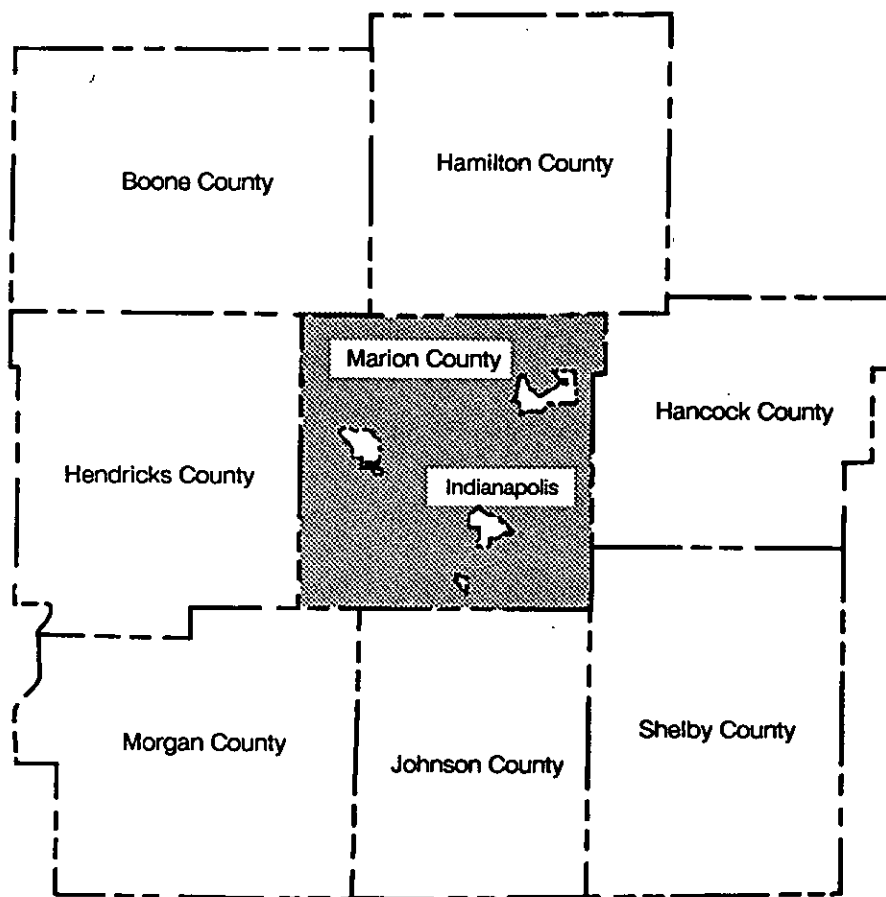 Hamilton County
Boone County
Marion County
Hancock County
Hendricks County
Indianapolis
Shelby County
Morgan County
Johnson County